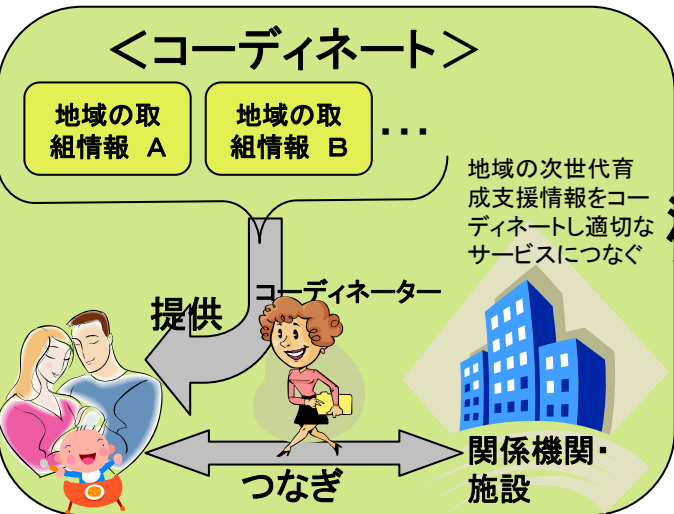 ＜コーディネート＞
地域の取
組情報 Ａ
地域の取
組情報 Ｂ
･･･
地域の次世代育
成支援情報をコー
ディネートし適切な
サービスにつなぐ
コーディネーター
提供
つなぎ
関係機関・
施設